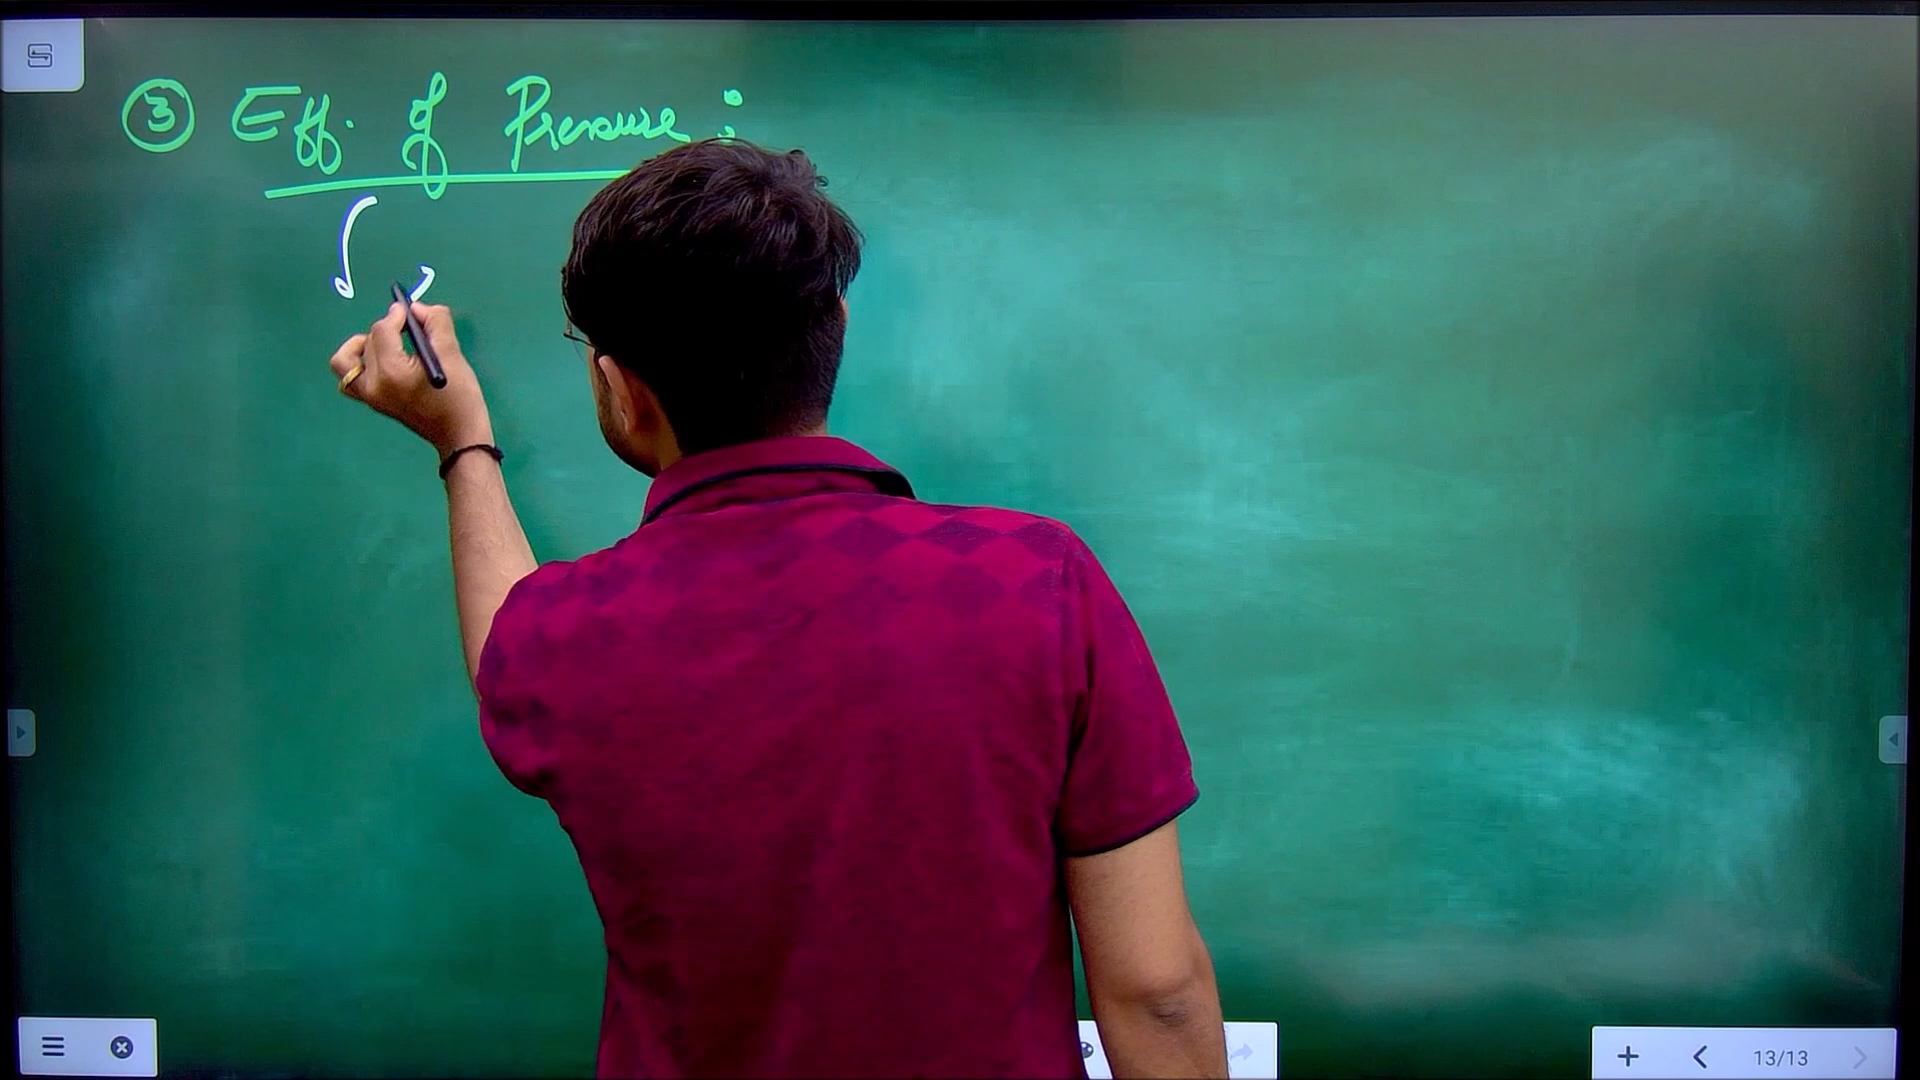 ③ Eff. of Pressure :
13/13